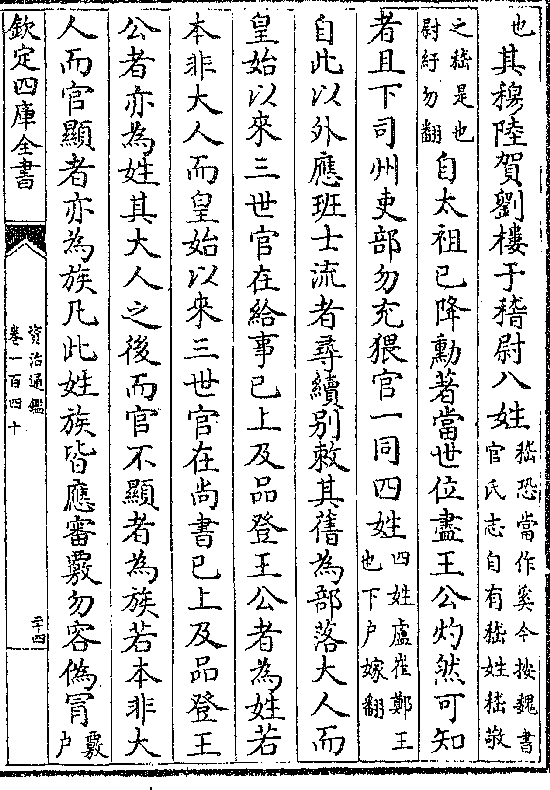 也其穆陸賀劉樓于嵇尉八姓嵇恐當作奚今按魏書官氏志自有嵇姓嵇敬
之嵇是也尉紆勿翻自太祖已降勲著當世位盡王公灼然可知
者且下司州吏部勿充猥官一同四姓四姓盧崔鄭王也下户嫁翻
自此以外應班士流者尋續别敕其舊為部落大人而
皇始以來三世官在給事已上及品登王公者為姓若
本非大人而皇始以來三世官在尚書已上及品登王
公者亦為姓其大人之後而官不顯者為族若本非大
人而官顯者亦為族凡此姓族皆應審覈勿容偽冒覈户
欽定四庫全書
資治通鑑
卷一百四十
二十四